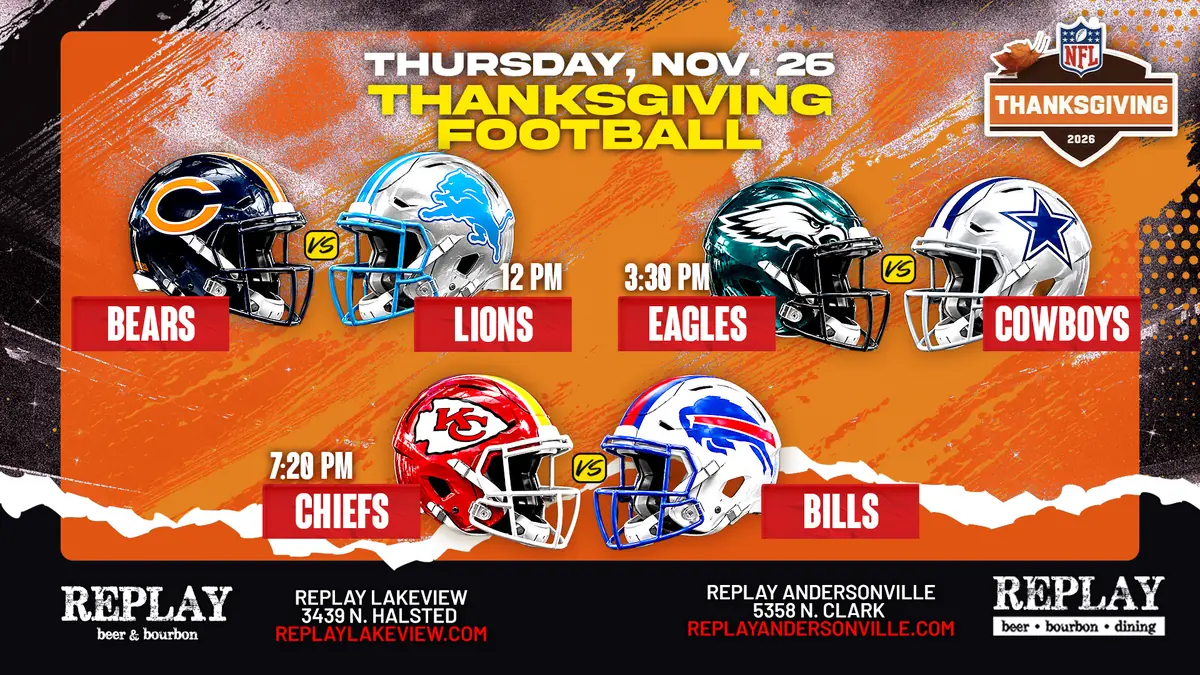 THURSDAY, NOV. 26
THANKSGIVING
FOOTBALL
NFL
THANKSGIVING
2026
C
VS
12 PM
BEARS
LIONS
3:30 PM
VS
EAGLES
COWBOYS
7:20 PM
KC
VS
CHIEFS
BILLS
REPLAY
beer & bourbon
REPLAY LAKEVIEW
3439 N. HALSTED
REPLAYLAKEVIEW.COM
REPLAY ANDERSONVILLE
5358 N. CLARK
REPLAYANDERSONVILLE.COM
REPLAY
beer • bourbon • dining